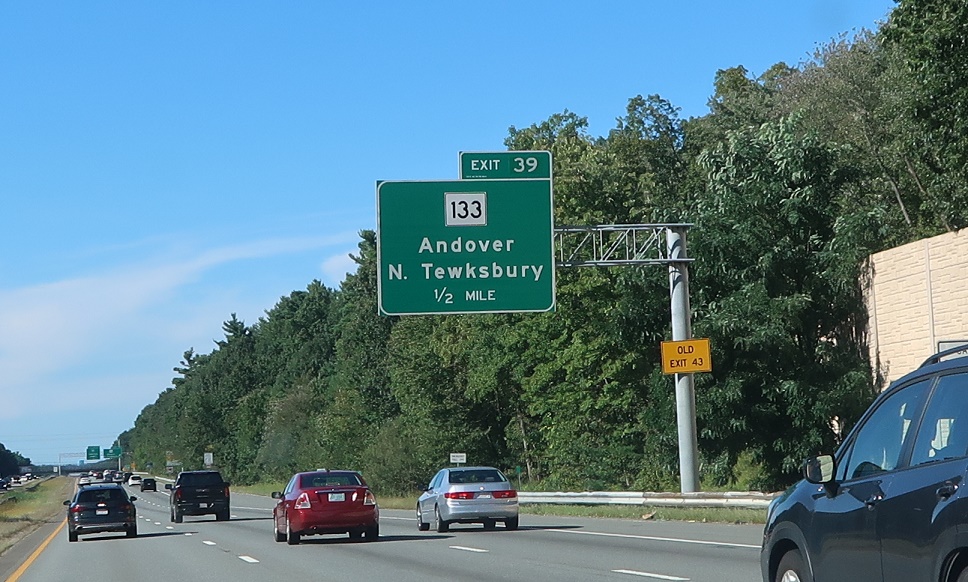 EXIT 39
133
Andover
N. Tewksbury
1/2 MILE
OLD
EXIT 43